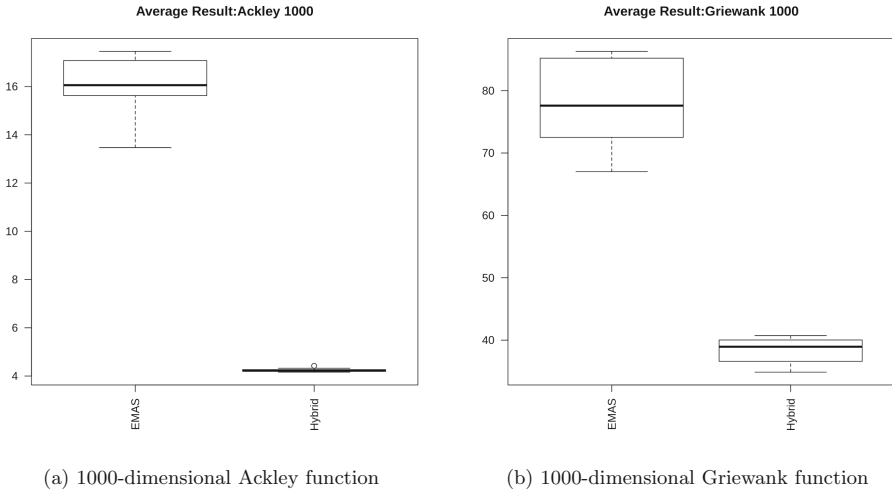 Average Result:Ackley 1000
16
14
12
10
8
6
4
EMAS
Hybrid
(a) 1000-dimensional Ackley function
Average Result:Griewank 1000
80
70
60
50
40
EMAS
Hybrid
(b) 1000-dimensional Griewank function